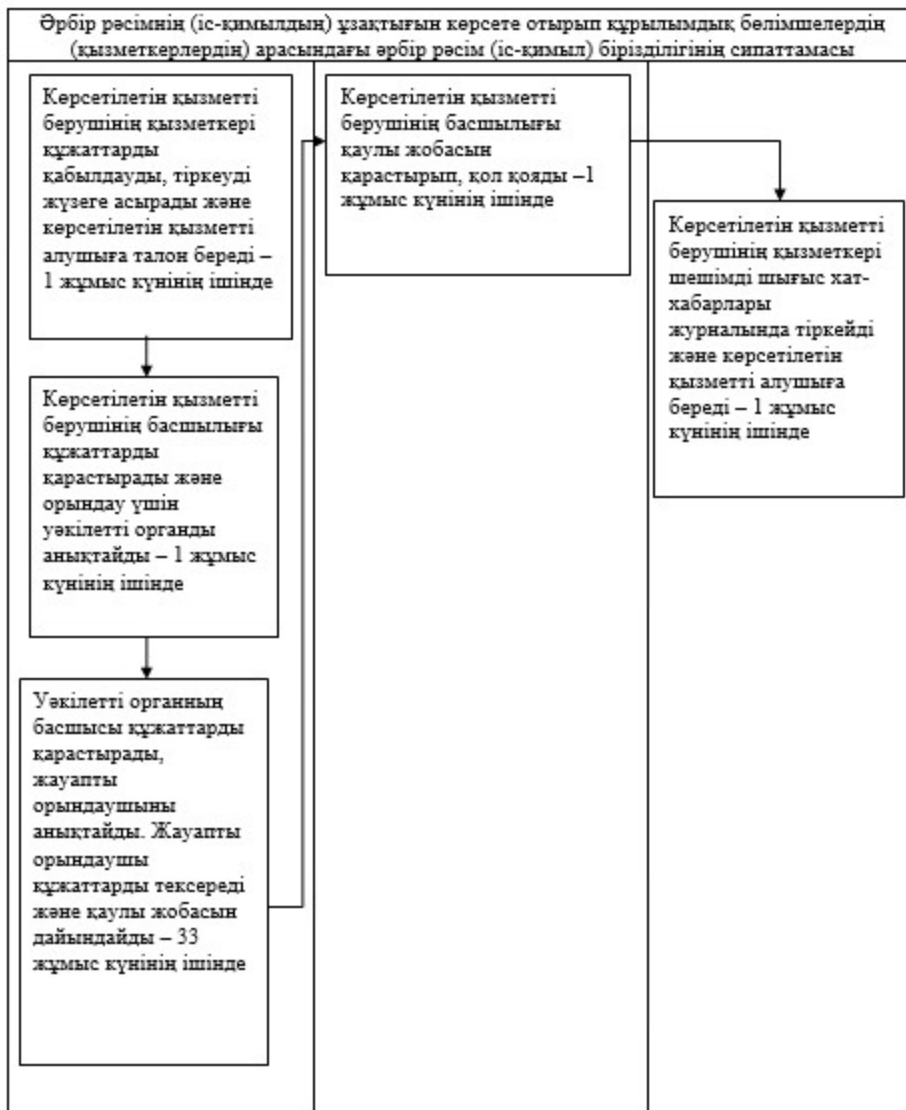 Әрбір рәсімнің (іс-қимылдың) ұзақтығын көрсете отырып құрылымдық бөлімшелердің
(қызметкерлердің) арасындағы әрбір рәсім (іс-қимыл) бірізділігінің сипаттамасы
Көрсетілетін қызметті
берушінің қызметкері
құжаттарды
қабылдауды, тіркеуді
жүзеге асырады және
көрсетілетін қызметті
алушыға талон береді –
1 жұмыс күнінің ішінде
Көрсетілетін қызметті
берушінің басшылығы
құжаттарды
қарастырады және
орындау үшін
уәкілетті органды
анықтайды – 1 жұмыс
күнінің ішінде
Уәкілетті органның
басшысы құжаттарды
қарастырады,
жауапты
орындаушыны
анықтайды. Жауапты
орындаушы
құжаттарды тексереді
және қаулы жобасын
дайындайды – 33
жұмыс күнінің ішінде
Көрсетілетін қызметті
берушінің басшылығы
қаулы жобасын
қарастырып, қол қояды –1
жұмыс күнінің ішінде
Көрсетілетін қызметті
берушінің қызметкері
шешімді шығыс хат-
хабарлары
журналында тіркейді
және көрсетілетін
қызметті алушыға
береді – 1 жұмыс
күнінің ішінде